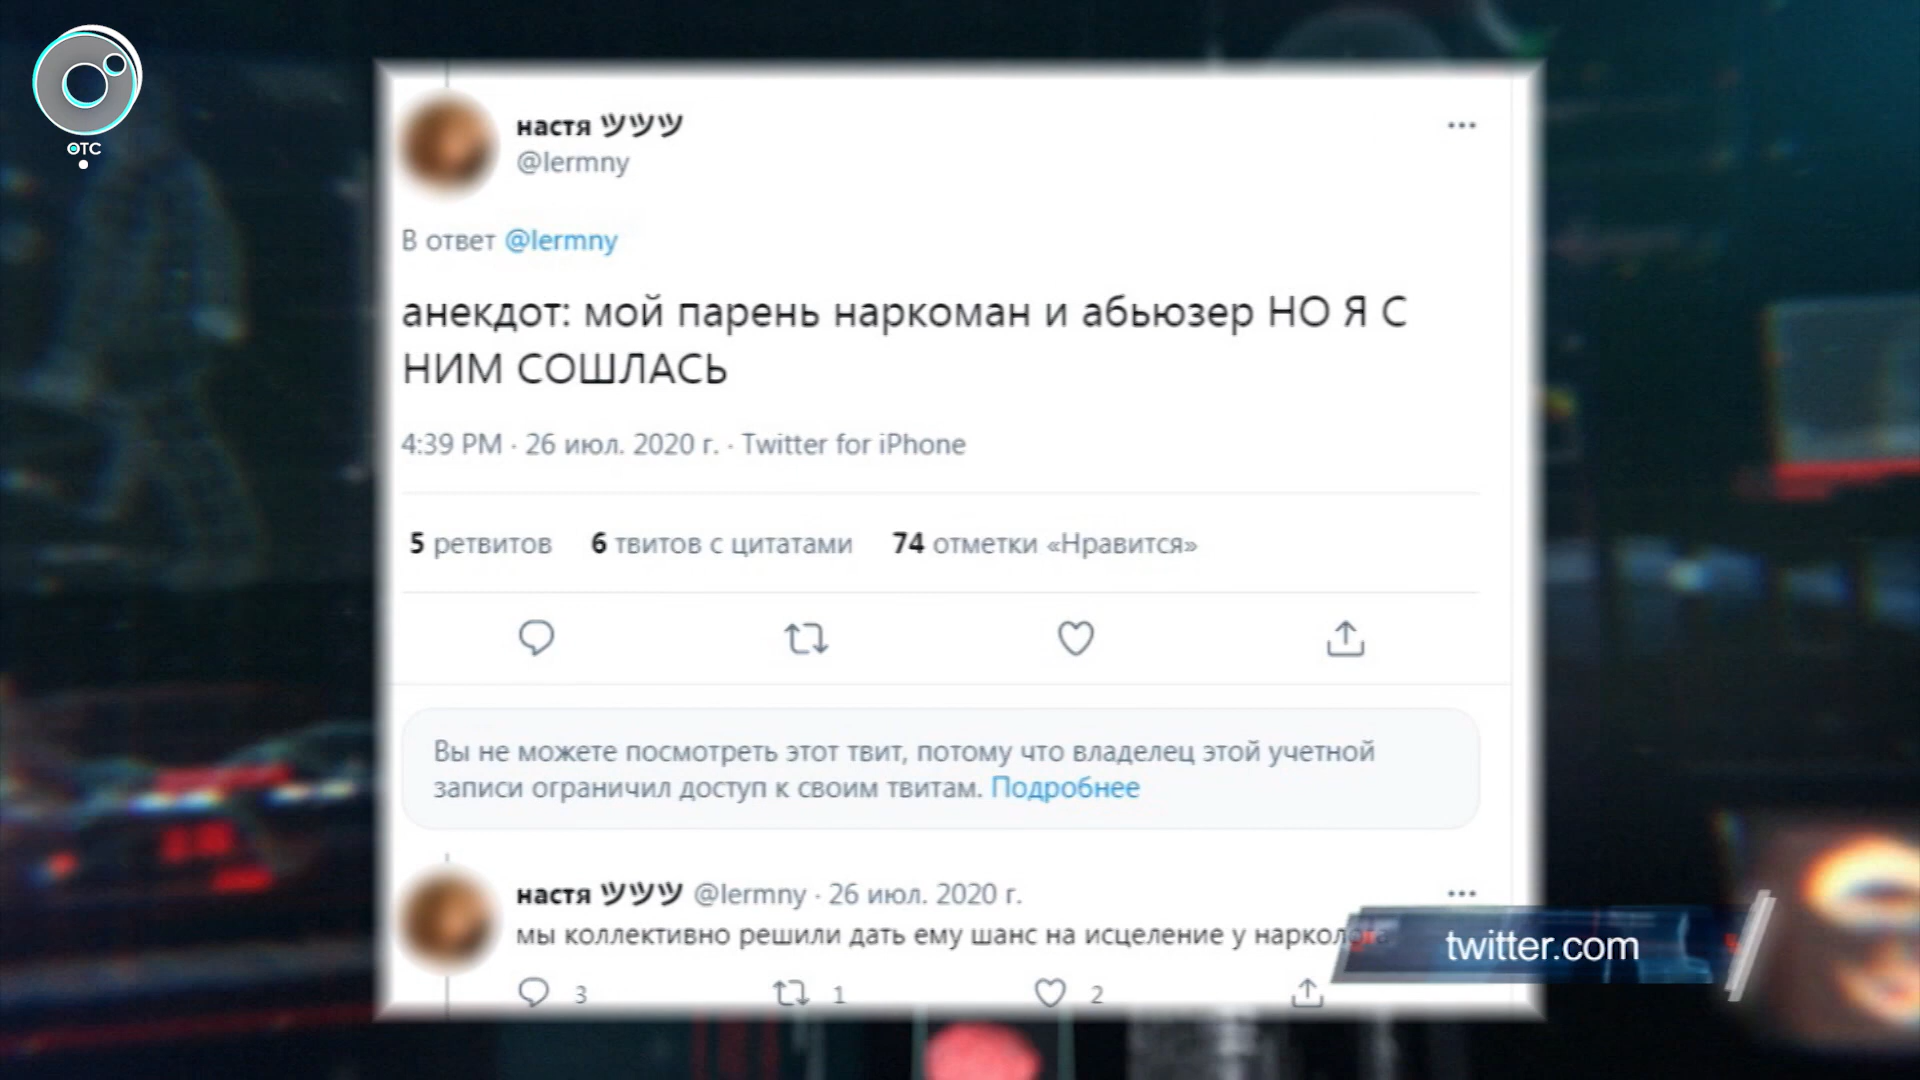 ОТС
настя ツツツ
@lermny
В ответ @lermny
анекдот: мой парень наркоман и абьюзер НО Я С
НИМ СОШЛАСЬ
4:39 PM · 26 июл. 2020 г. · Twitter for iPhone
5 ретвитов 6 твитов с цитатами 74 отметки «Нравится»
Вы не можете посмотреть этот твит, потому что владелец этой учетной
записи ограничил доступ к своим твитам. Подробнее
настя ツツツ @lermny · 26 июл. 2020 г.
мы коллективно решили дать ему шанс на исцеление у нарколога
twitter.com
3 1 2